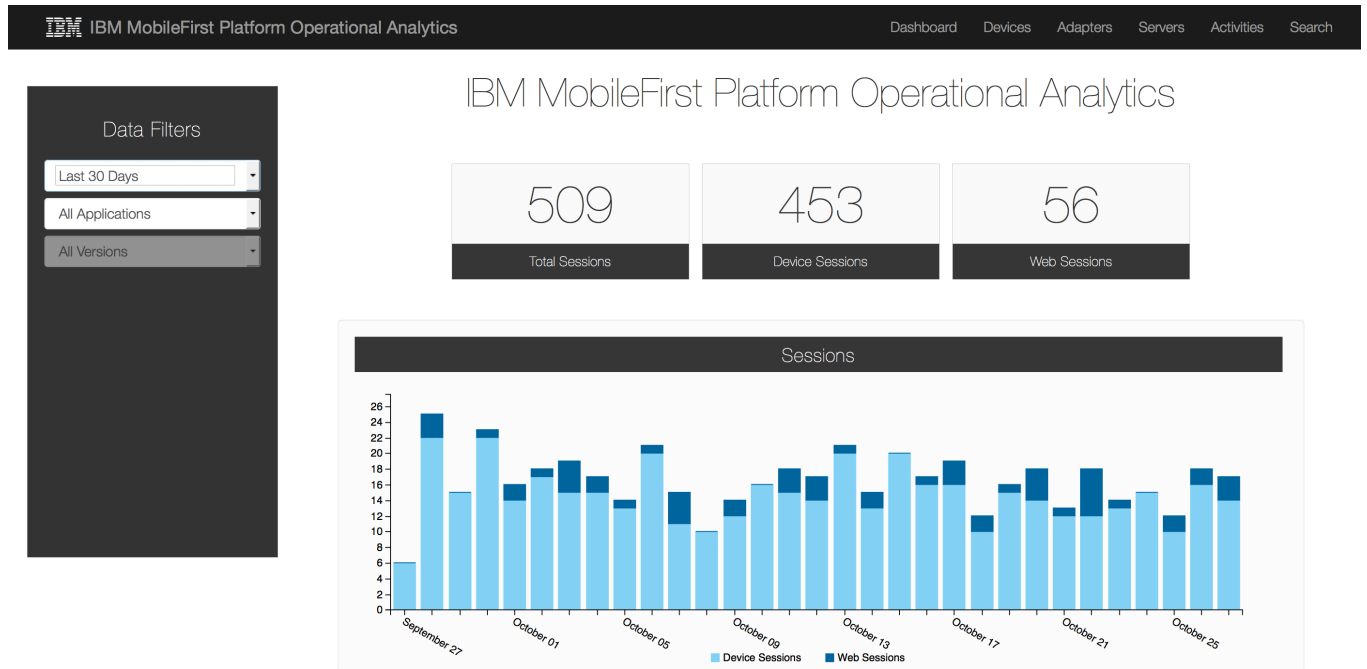 IBM IBM MobileFirst Platform Operational Analytics Dashboard Devices Adapters Servers Activities Search
IBM MobileFirst Platform Operational Analytics
Data Filters
Last 30 Days
All Applications
All Versions
509 453 56
Total Sessions Device Sessions Web Sessions
Sessions
26
24
22
20
18
16
14
12
10
8
6
4
2
0
September 27 October 01 October 05 October 09 October 13 October 17 October 21 October 25
Device Sessions Web Sessions